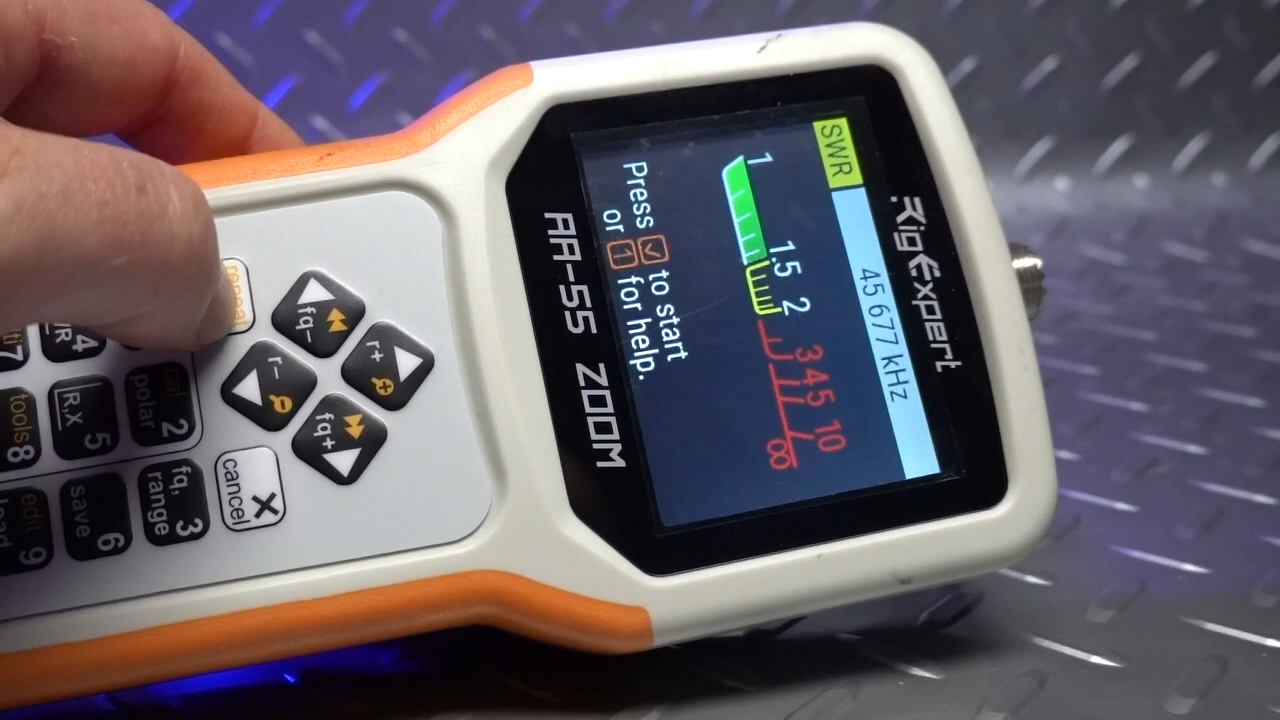 RigExpert
SWR 45 677 kHz
1 1.5 2 3 4 5 10 ∞
Press ✓ to start
or 1 for help.
AA-55 ZOOM
fq-
r+
r-
fq+
cancel
2 polar
3 fq, range
4
5 R,X
6 save
7
tools 8
edit 9